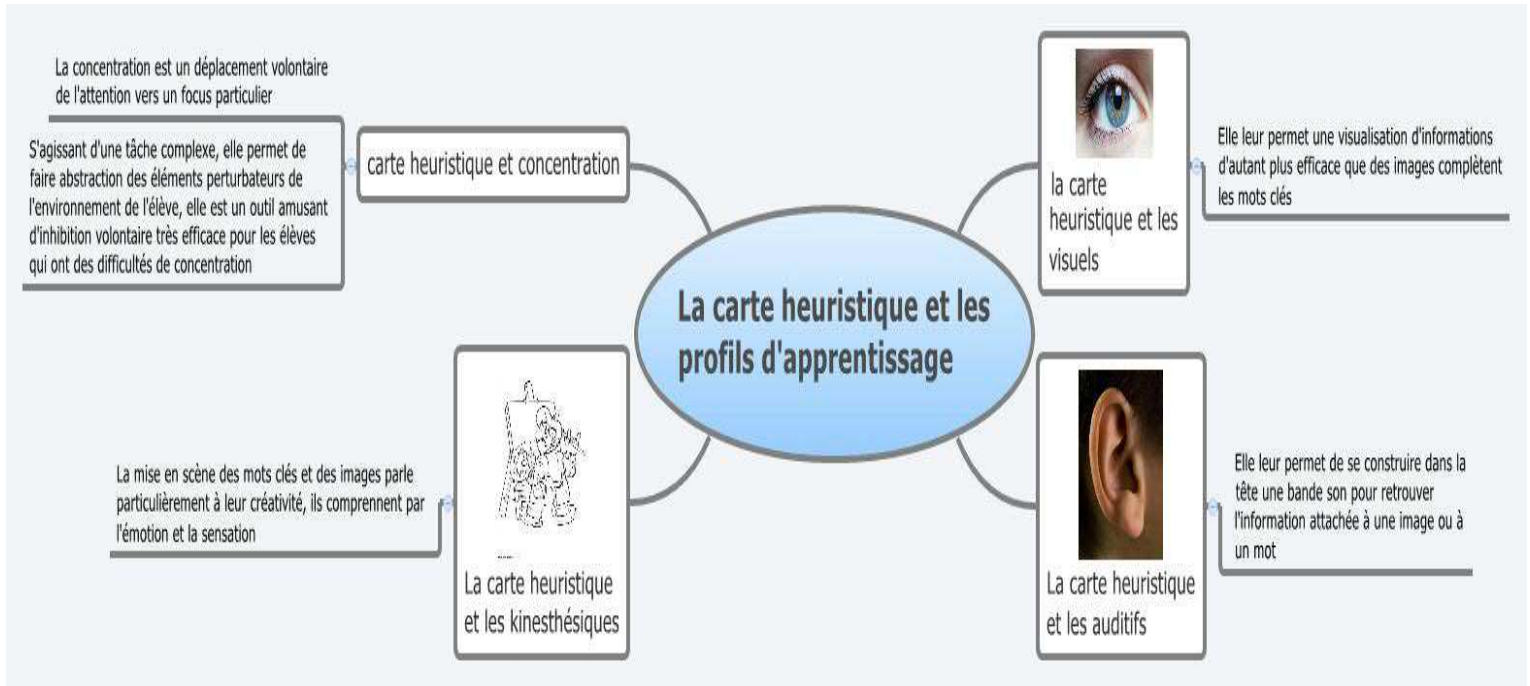 La carte heuristique et les
profils d'apprentissage
la carte
heuristique et les
visuels
Elle leur permet une visualisation d'informations
d'autant plus efficace que des images complètent
les mots clés
La carte heuristique
et les auditifs
Elle leur permet de se construire dans la
tête une bande son pour retrouver
l'information attachée à une image ou à
un mot
La carte heuristique
et les kinesthésiques
La mise en scène des mots clés et des images parle
particulièrement à leur créativité, ils comprennent par
l'émotion et la sensation
carte heuristique et concentration
La concentration est un déplacement volontaire
de l'attention vers un focus particulier
S'agissant d'une tâche complexe, elle permet de
faire abstraction des éléments perturbateurs de
l'environnement de l'élève, elle est un outil amusant
d'inhibition volontaire très efficace pour les élèves
qui ont des difficultés de concentration